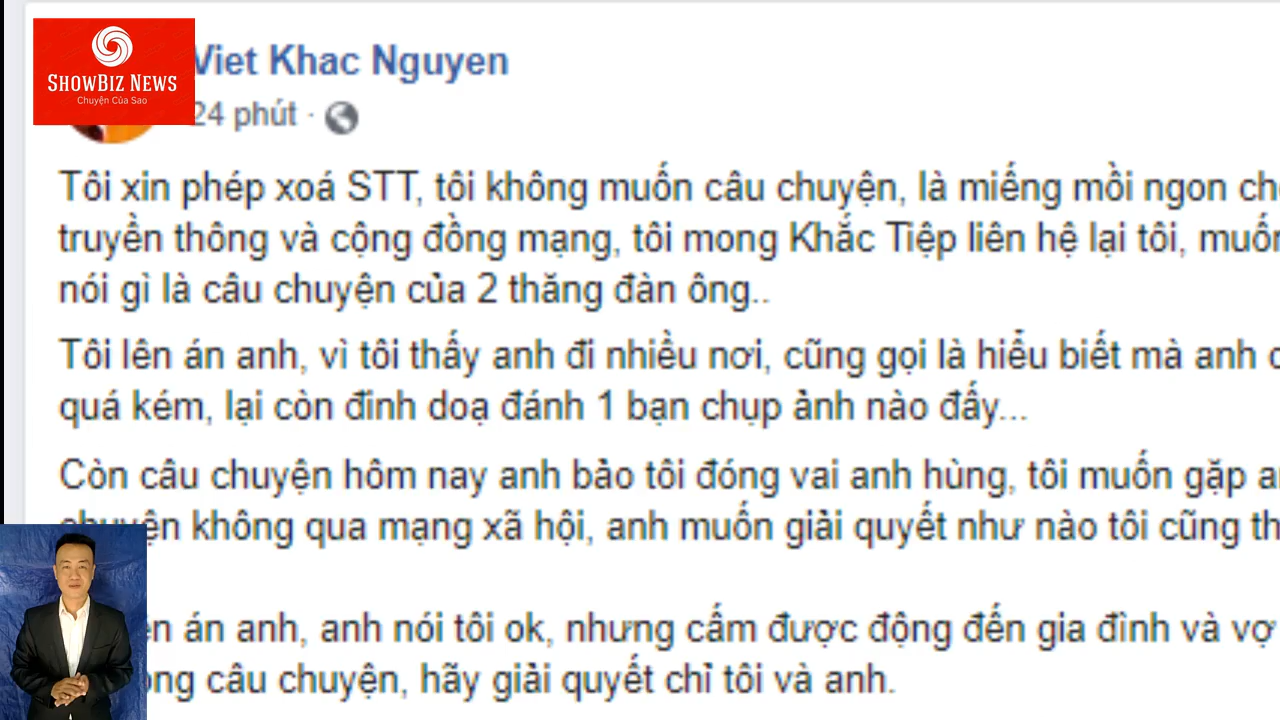 SHOWBIZ NEWS
Chuyện Của Sao
Viet Khac Nguyen
24 phút ·
Tôi xin phép xoá STT, tôi không muốn câu chuyện, là miếng mồi ngon
truyền thông và cộng đồng mạng, tôi mong Khắc Tiệp liên hệ lại tôi,
nói gì là câu chuyện của 2 thăng đàn ông..
Tôi lên án anh, vì tôi thấy anh đi nhiều nơi, cũng gọi là hiểu biết mà anh
quá kém, lại còn đinh doạ đánh 1 bạn chụp ảnh nào đấy...
Còn câu chuyện hôm nay anh bảo tôi đóng vai anh hùng, tôi muốn gặp
không qua mạng xã hội, anh muốn giải quyết như nào tôi cũng
án anh, anh nói tôi ok, nhưng cấm được động đến gia đình và vợ
câu chuyện, hãy giải quyết chỉ tôi và anh.